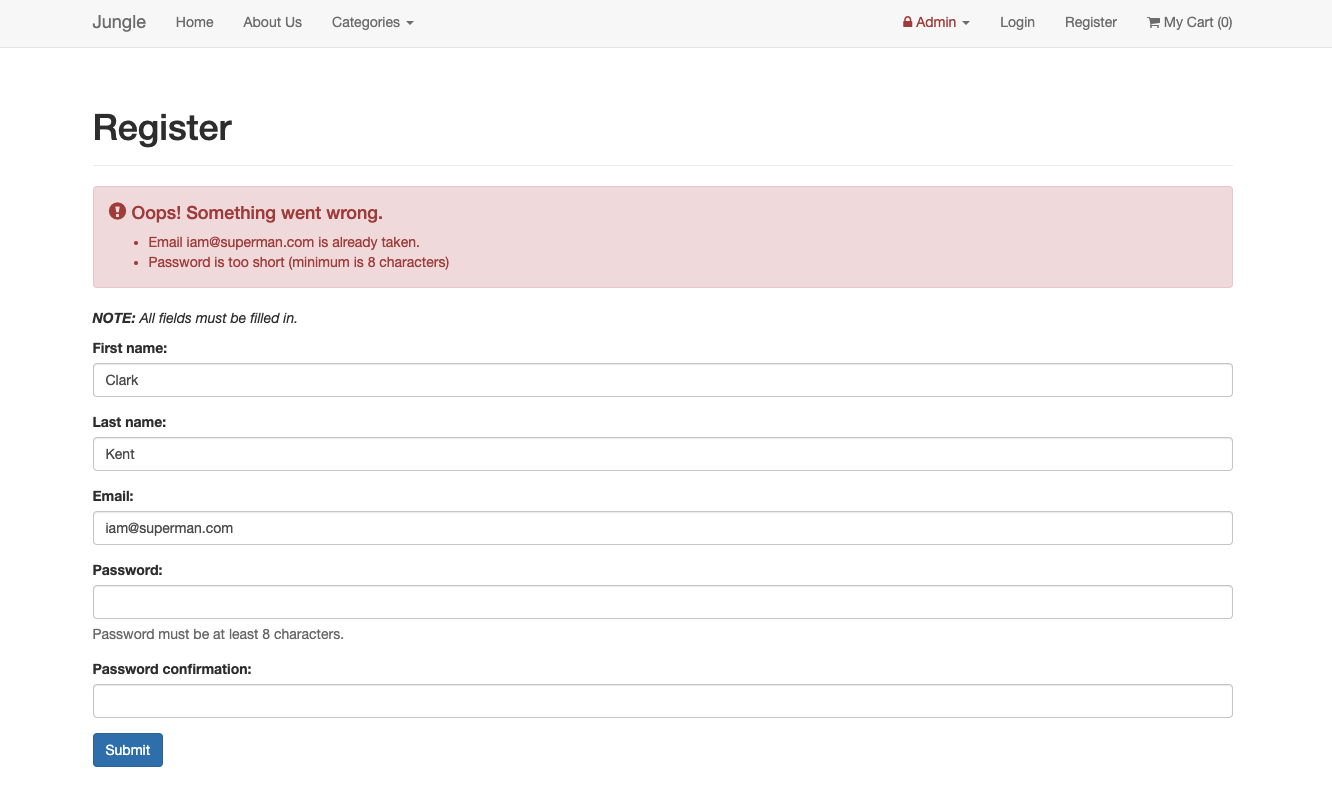 Jungle Home About Us Categories Admin Login Register My Cart (0)
Register
Oops! Something went wrong.
Email iam@superman.com is already taken.
Password is too short (minimum is 8 characters)
NOTE: All fields must be filled in.
First name:
Clark
Last name:
Kent
Email:
iam@superman.com
Password:
Password must be at least 8 characters.
Password confirmation:
Submit